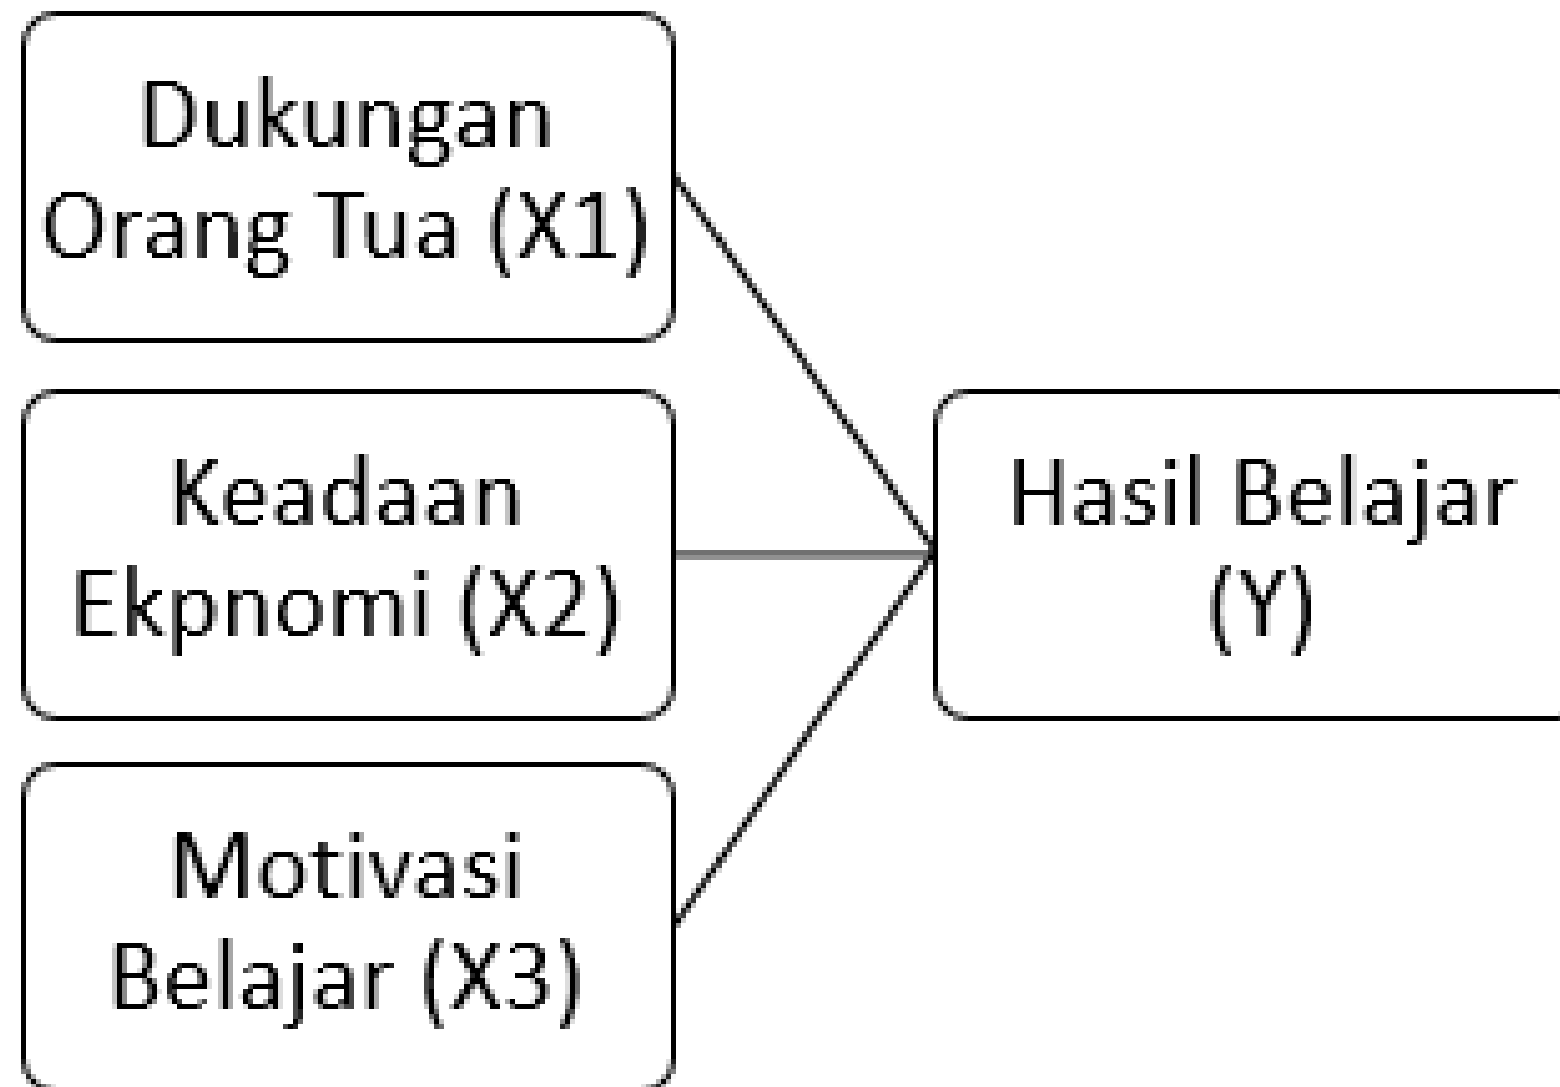 Dukungan
Orang Tua (X1)
Keadaan
Ekpnomi (X2)
Motivasi
Belajar (X3)
Hasil Belajar
(Y)